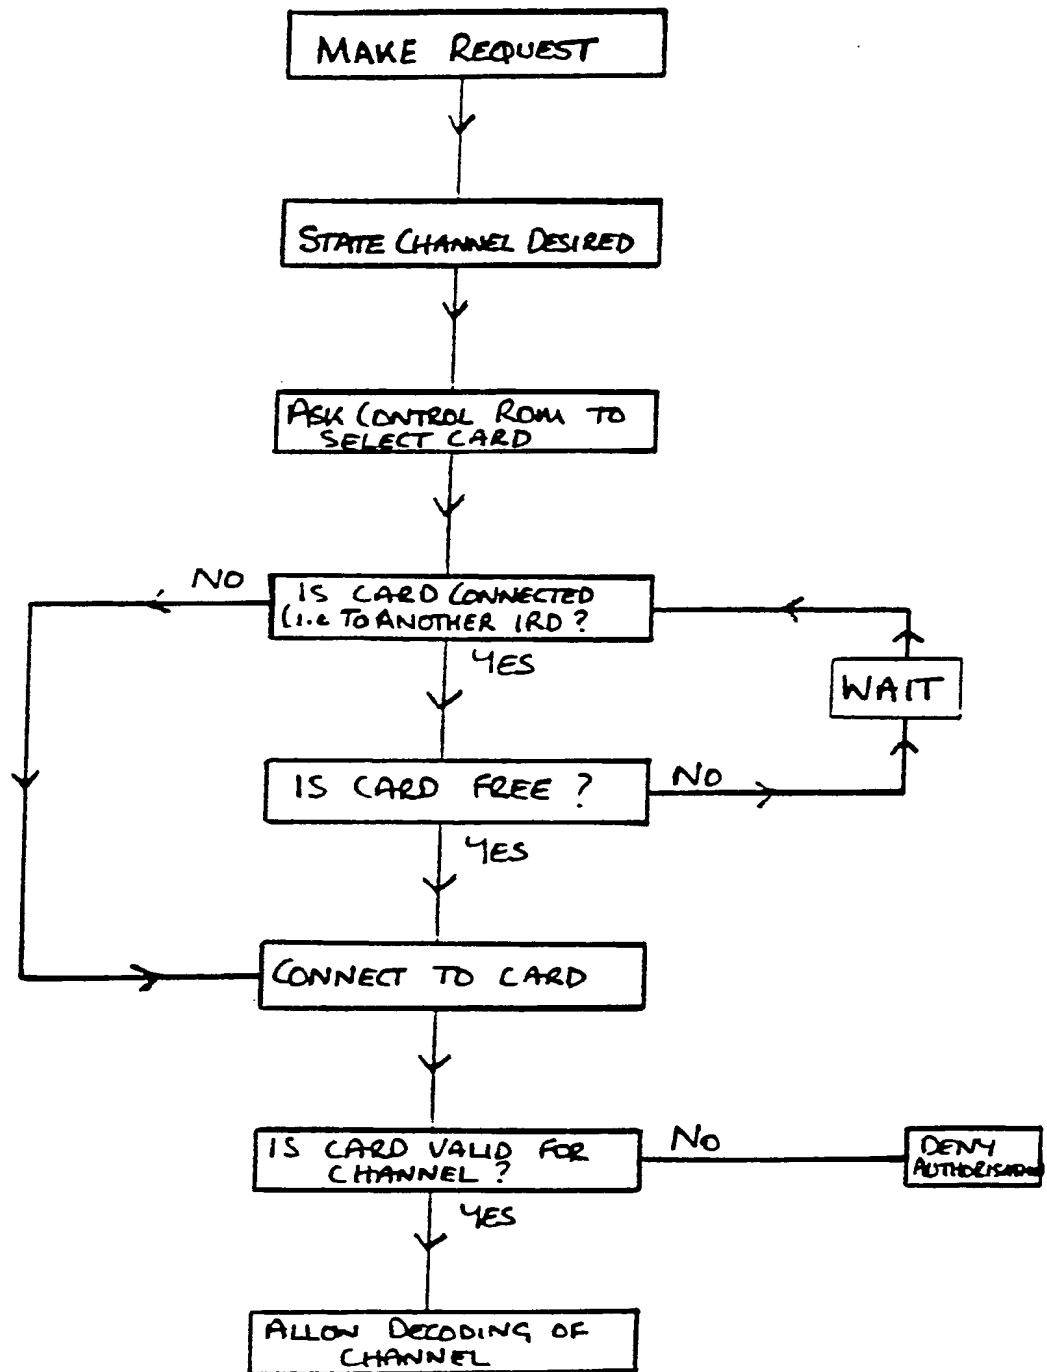 MAKE REQUEST
STATE CHANNEL DESIRED
ASK CONTROL ROM TO
SELECT CARD
NO
IS CARD CONNECTED
(i.e TO ANOTHER IRD ?
YES
WAIT
IS CARD FREE ?
NO
YES
CONNECT TO CARD
IS CARD VALID FOR
CHANNEL ?
NO
DENY
AUTHORISATION
YES
ALLOW DECODING OF
CHANNEL